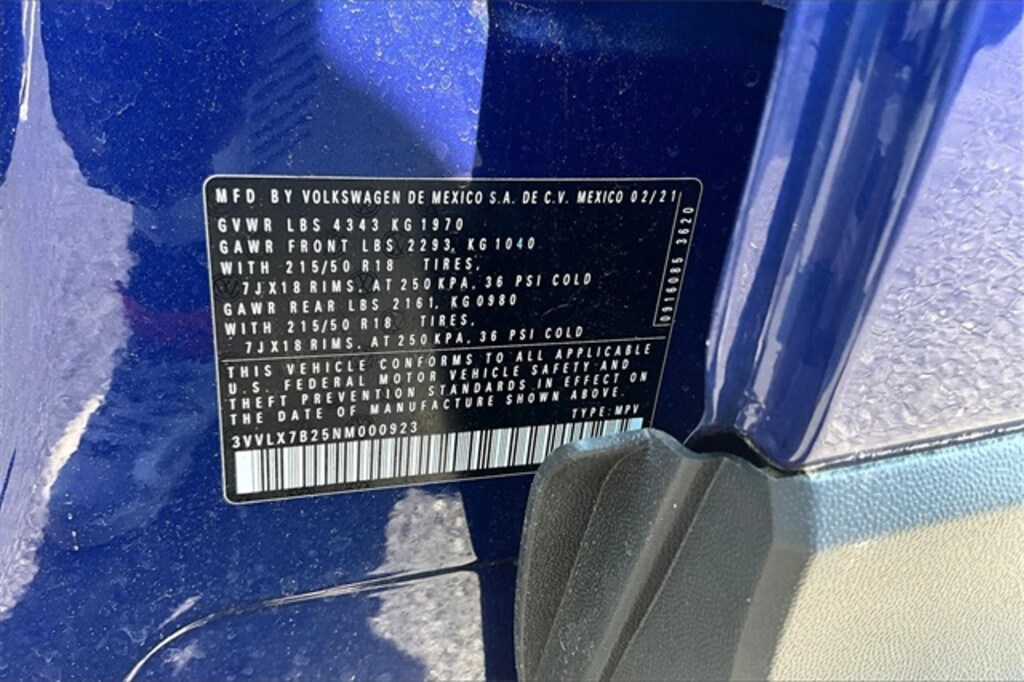 MFD BY VOLKSWAGEN DE MEXICO S.A. DE C.V. MEXICO 02/21
GVWR LBS 4343 KG 1970
GAWR FRONT LBS 2293, KG 1040
WITH 215/50 R18 TIRES,
7JX18 RIMS, AT 250 KPA, 36 PSI COLD
GAWR REAR LBS 2161, KG 0980
WITH 215/50 R18 TIRES,
7JX18 RIMS, AT 250 KPA, 36 PSI COLD
0916085 3620
THIS VEHICLE CONFORMS TO ALL APPLICABLE
U.S. FEDERAL MOTOR VEHICLE SAFETY AND
THEFT PREVENTION STANDARDS IN EFFECT ON
THE DATE OF MANUFACTURE SHOWN ABOVE.
3VVLX7B25NM000923 TYPE: MPV